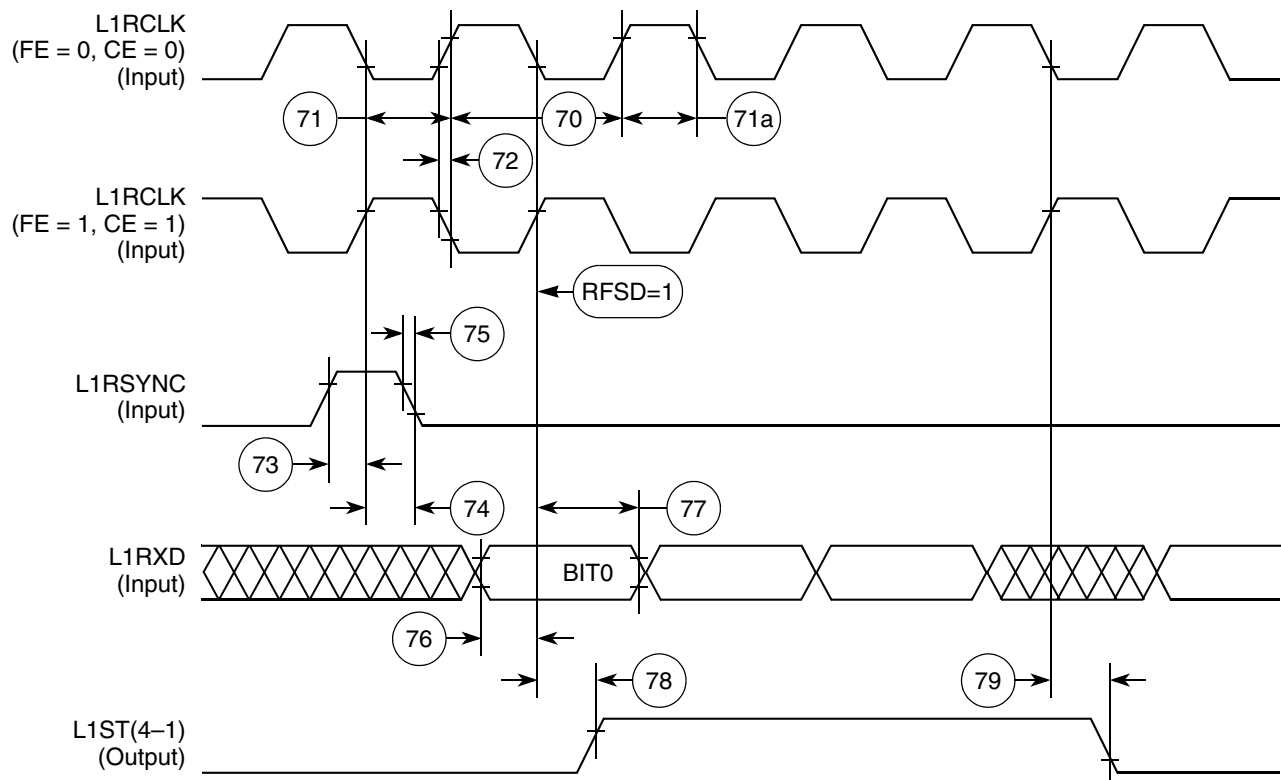 L1RCLK
(FE = 0, CE = 0)
(Input)
71
70
71a
72
L1RCLK
(FE = 1, CE = 1)
(Input)
RFSD=1
75
L1RSYNC
(Input)
73
74
77
L1RXD
(Input)
BIT0
76
78
79
L1ST(4–1)
(Output)